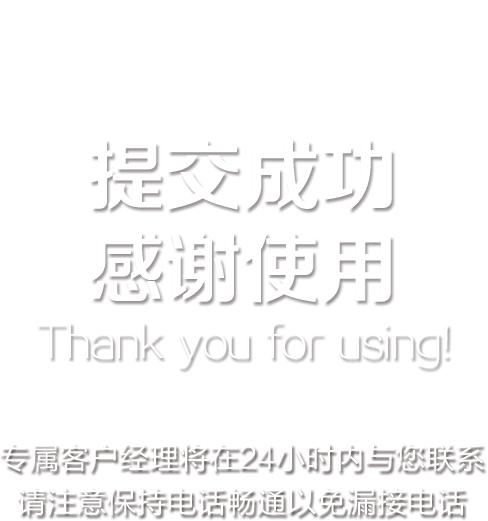 提交成功
感谢使用
Thank you for using!
专属客户经理将在24小时内与您联系
请注意保持电话畅通以免漏接电话